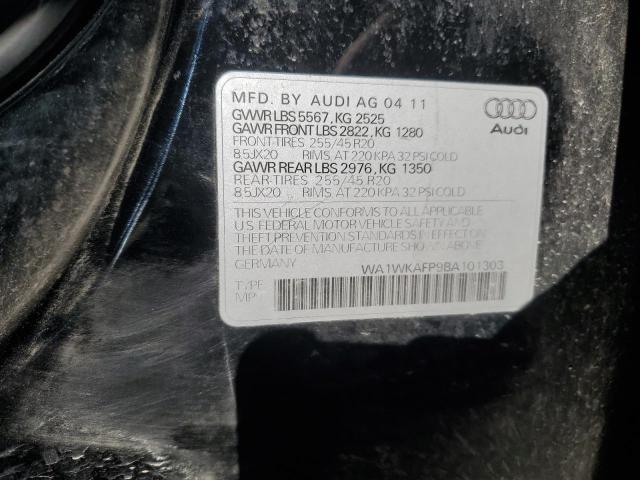 MFD. BY AUDI AG 04 11
GVWR LBS 5567, KG 2525
GAWR FRONT LBS 2822, KG 1280
FRONT-TIRES 255/45 R20
8.5JX20 RIMS, AT 220 KPA 32 PSI COLD
GAWR REAR LBS 2976, KG 1350
REAR-TIRES 255/45 R20
8.5JX20 RIMS, AT 220 KPA 32 PSI COLD
THIS VEHICLE CONFORMS TO ALL APPLICABLE
U.S. FEDERAL MOTOR VEHICLE SAFETY AND
THEFT PREVENTION STANDARDS IN EFFECT ON
THE DATE OF MANUFACTURE SHOWN ABOVE.
GERMANY WA1WKAFP9BA101303
TYPE
MP
Audi